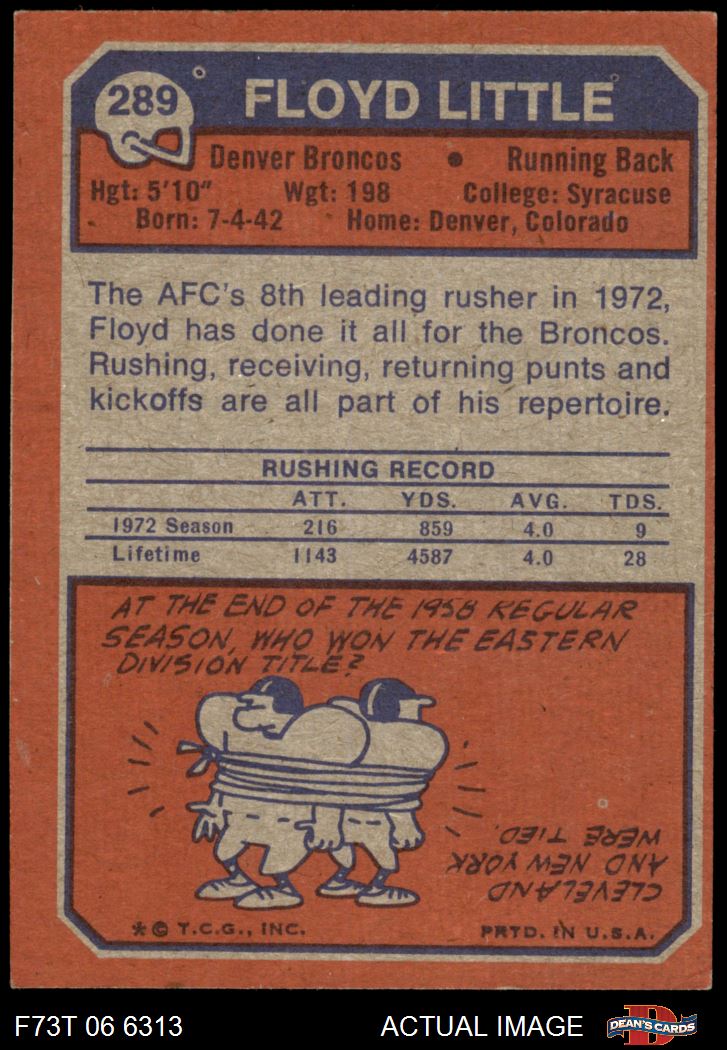 289
FLOYD LITTLE
Denver Broncos • Running Back
Hgt: 5'10" Wgt: 198 College: Syracuse
Born: 7-4-42 Home: Denver, Colorado
The AFC's 8th leading rusher in 1972,
Floyd has done it all for the Broncos.
Rushing, receiving, returning punts and
kickoffs are all part of his repertoire.
RUSHING RECORD
ATT. YDS. AVG. TDS.
1972 Season 216 859 4.0 9
Lifetime 1143 4587 4.0 28
AT THE END OF THE 1958 REGULAR
SEASON, WHO WON THE EASTERN
DIVISION TITLE?
CLEVELAND
AND NEW YORK
WERE TIED.
* © T.C.G., INC. PRTD. IN U.S.A.
F73T 06 6313 ACTUAL IMAGE DEAN'S CARDS